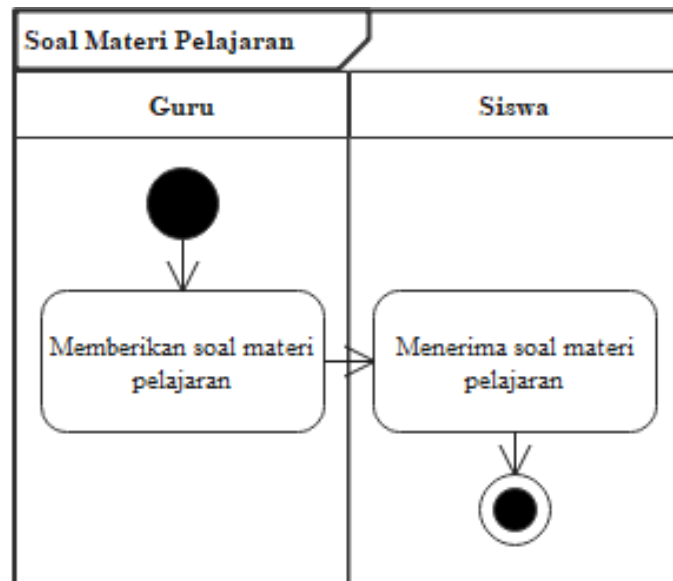 Soal Materi Pelajaran
Guru
Siswa
Memberikan soal materi
pelajaran
Menerima soal materi
pelajaran